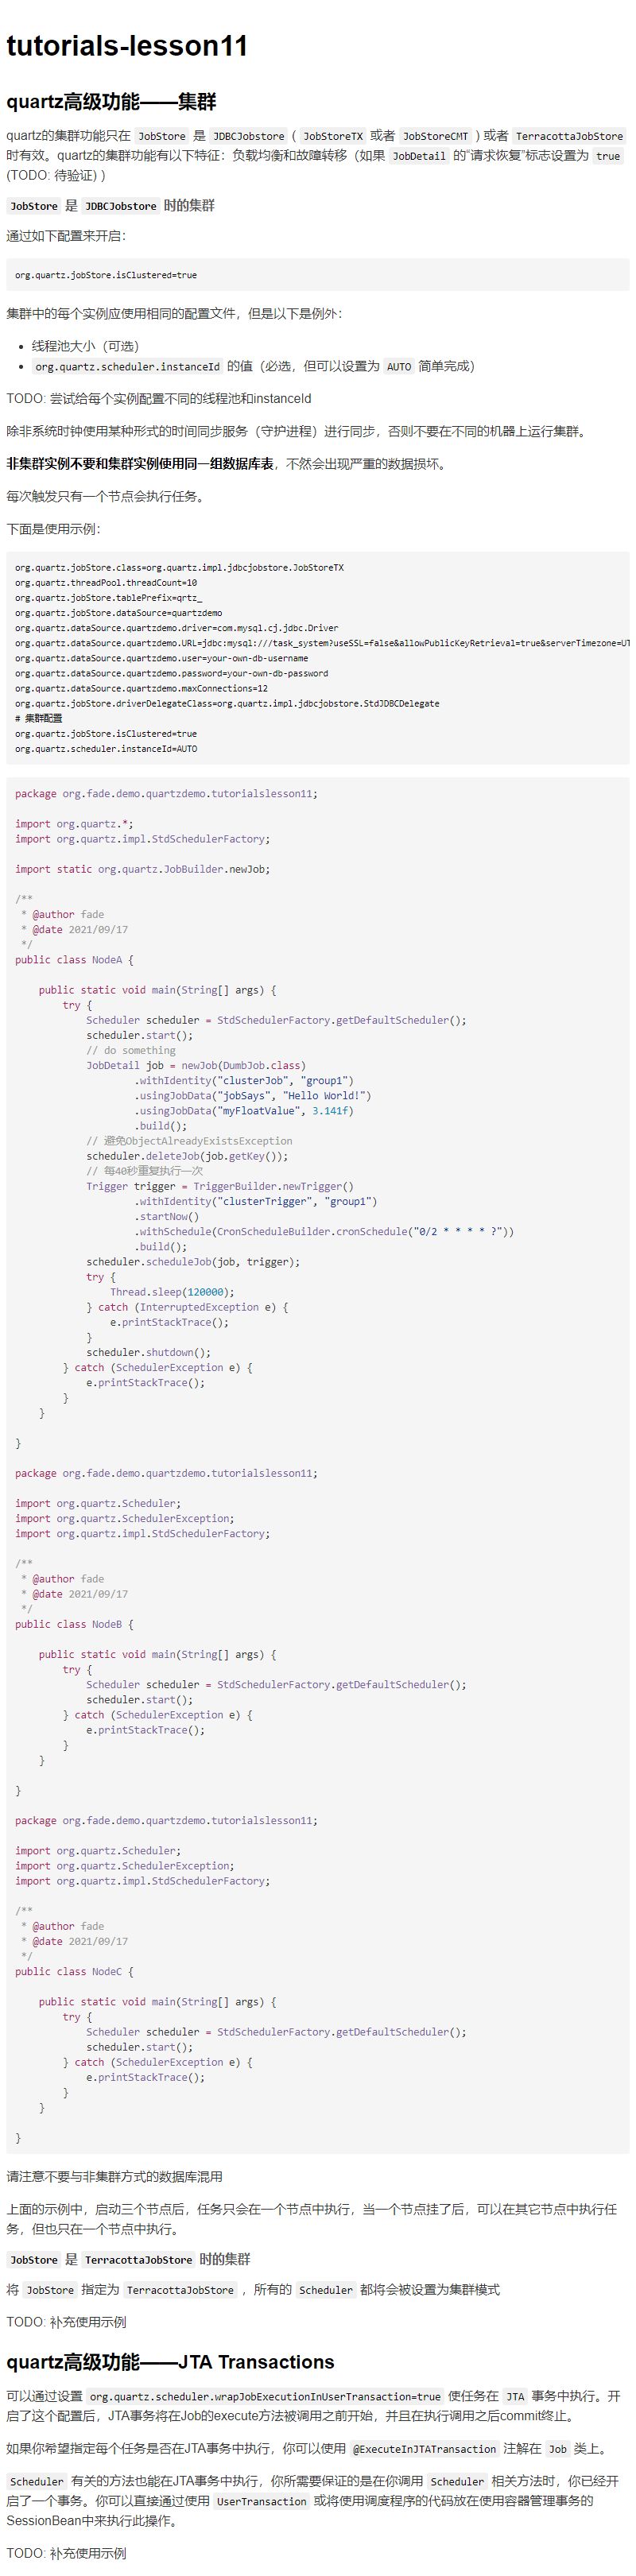 tutorials-lesson11
quartz高级功能——集群
quartz的集群功能只在 JobStore 是 JDBCJobstore ( JobStoreTX 或者 JobStoreCMT ) 或者 TerracottaJobStore
时有效。quartz的集群功能有以下特征：负载均衡和故障转移（如果 JobDetail 的“请求恢复”标志设置为 true
(TODO: 待验证) ）
JobStore 是 JDBCJobstore 时的集群
通过如下配置来开启：
org.quartz.jobStore.isClustered=true
集群中的每个实例应使用相同的配置文件，但是以下是例外：
• 线程池大小（可选）
• org.quartz.scheduler.instanceId 的值（必选，但可以设置为 AUTO 简单完成）
TODO: 尝试给每个实例配置不同的线程池和instanceId
除非系统时钟使用某种形式的时间同步服务（守护进程）进行同步，否则不要在不同的机器上运行集群。
非集群实例不要和集群实例使用同一组数据库表，不然会出现严重的数据损坏。
每次触发只有一个节点会执行任务。
下面是使用示例：
org.quartz.jobStore.class=org.quartz.impl.jdbcjobstore.JobStoreTX
org.quartz.threadPool.threadCount=10
org.quartz.jobStore.tablePrefix=qrtz_
org.quartz.jobStore.dataSource=quartzdemo
org.quartz.dataSource.quartzdemo.driver=com.mysql.cj.jdbc.Driver
org.quartz.dataSource.quartzdemo.URL=jdbc:mysql:///task_system?useSSL=false&allowPublicKeyRetrieval=true&serverTimezone=UT
org.quartz.dataSource.quartzdemo.user=your-own-db-username
org.quartz.dataSource.quartzdemo.password=your-own-db-password
org.quartz.dataSource.quartzdemo.maxConnections=12
org.quartz.jobStore.driverDelegateClass=org.quartz.impl.jdbcjobstore.StdJDBCDelegate
# 集群配置
org.quartz.jobStore.isClustered=true
org.quartz.scheduler.instanceId=AUTO
package org.fade.demo.quartzdemo.tutorialslesson11;
import org.quartz.*;
import org.quartz.impl.StdSchedulerFactory;
import static org.quartz.JobBuilder.newJob;
/**
 * @author fade
 * @date 2021/09/17
 */
public class NodeA {
    public static void main(String[] args) {
        try {
            Scheduler scheduler = StdSchedulerFactory.getDefaultScheduler();
            scheduler.start();
            // do something
            JobDetail job = newJob(DumbJob.class)
                    .withIdentity("clusterJob", "group1")
                    .usingJobData("jobSays", "Hello World!")
                    .usingJobData("myFloatValue", 3.141f)
                    .build();
            // 避免ObjectAlreadyExistsException
            scheduler.deleteJob(job.getKey());
            // 每40秒重复执行一次
            Trigger trigger = TriggerBuilder.newTrigger()
                    .withIdentity("clusterTrigger", "group1")
                    .startNow()
                    .withSchedule(CronScheduleBuilder.cronSchedule("0/2 * * * * ?"))
                    .build();
            scheduler.scheduleJob(job, trigger);
            try {
                Thread.sleep(120000);
            } catch (InterruptedException e) {
                e.printStackTrace();
            }
            scheduler.shutdown();
        } catch (SchedulerException e) {
            e.printStackTrace();
        }
    }
}
package org.fade.demo.quartzdemo.tutorialslesson11;
import org.quartz.Scheduler;
import org.quartz.SchedulerException;
import org.quartz.impl.StdSchedulerFactory;
/**
 * @author fade
 * @date 2021/09/17
 */
public class NodeB {
    public static void main(String[] args) {
        try {
            Scheduler scheduler = StdSchedulerFactory.getDefaultScheduler();
            scheduler.start();
        } catch (SchedulerException e) {
            e.printStackTrace();
        }
    }
}
package org.fade.demo.quartzdemo.tutorialslesson11;
import org.quartz.Scheduler;
import org.quartz.SchedulerException;
import org.quartz.impl.StdSchedulerFactory;
/**
 * @author fade
 * @date 2021/09/17
 */
public class NodeC {
    public static void main(String[] args) {
        try {
            Scheduler scheduler = StdSchedulerFactory.getDefaultScheduler();
            scheduler.start();
        } catch (SchedulerException e) {
            e.printStackTrace();
        }
    }
}
请注意不要与非集群方式的数据库混用
上面的示例中，启动三个节点后，任务只会在一个节点中执行，当一个节点挂了后，可以在其它节点中执行任
务，但也只在一个节点中执行。
JobStore 是 TerracottaJobStore 时的集群
将 JobStore 指定为 TerracottaJobStore ，所有的 Scheduler 都将会被设置为集群模式
TODO: 补充使用示例
quartz高级功能——JTA Transactions
可以通过设置 org.quartz.scheduler.wrapJobExecutionInUserTransaction=true 使任务在 JTA 事务中执行。开
启了这个配置后，JTA事务将在Job的execute方法被调用之前开始，并且在执行调用之后commit终止。
如果你希望指定每个任务是否在JTA事务中执行，你可以使用 @ExecuteInJTATransaction 注解在 Job 类上。
Scheduler 有关的方法也能在JTA事务中执行，你所需要保证的是在你调用 Scheduler 相关方法时，你已经开
启了一个事务。你可以直接通过使用 UserTransaction 或将使用调度程序的代码放在使用容器管理事务的
SessionBean中来执行此操作。
TODO: 补充使用示例